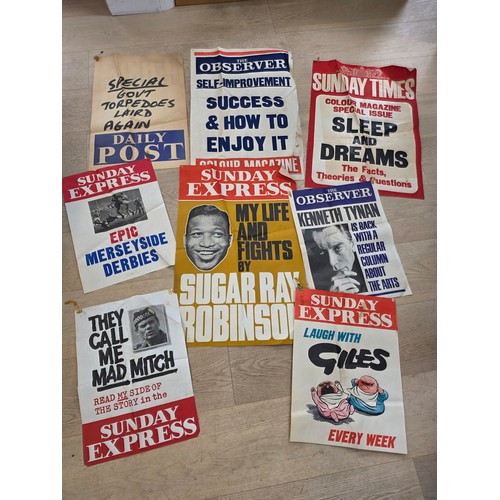 SPECIAL
GOVT
TORPEDOES
LAIRD
AGAIN
DAILY
POST
THE
OBSERVER
SELF-IMPROVEMENT
SUCCESS
& HOW TO
ENJOY IT
COLOUR MAGAZINE
SUNDAY TIMES
COLOUR MAGAZINE
SPECIAL ISSUE
SLEEP
AND
DREAMS
The Facts,
Theories & Questions
SUNDAY
EXPRESS
EPIC
MERSEYSIDE
DERBIES
SUNDAY
EXPRESS
MY LIFE
AND
FIGHTS
BY
SUGAR RAY
ROBINSON
THE
OBSERVER
KENNETH TYNAN
IS BACK
WITH A
REGULAR
COLUMN
ABOUT
THE ARTS
THEY
CALL
ME
MAD MITCH
READ MY SIDE OF
THE STORY in the
SUNDAY
EXPRESS
SUNDAY
EXPRESS
LAUGH WITH
GILES
EVERY WEEK